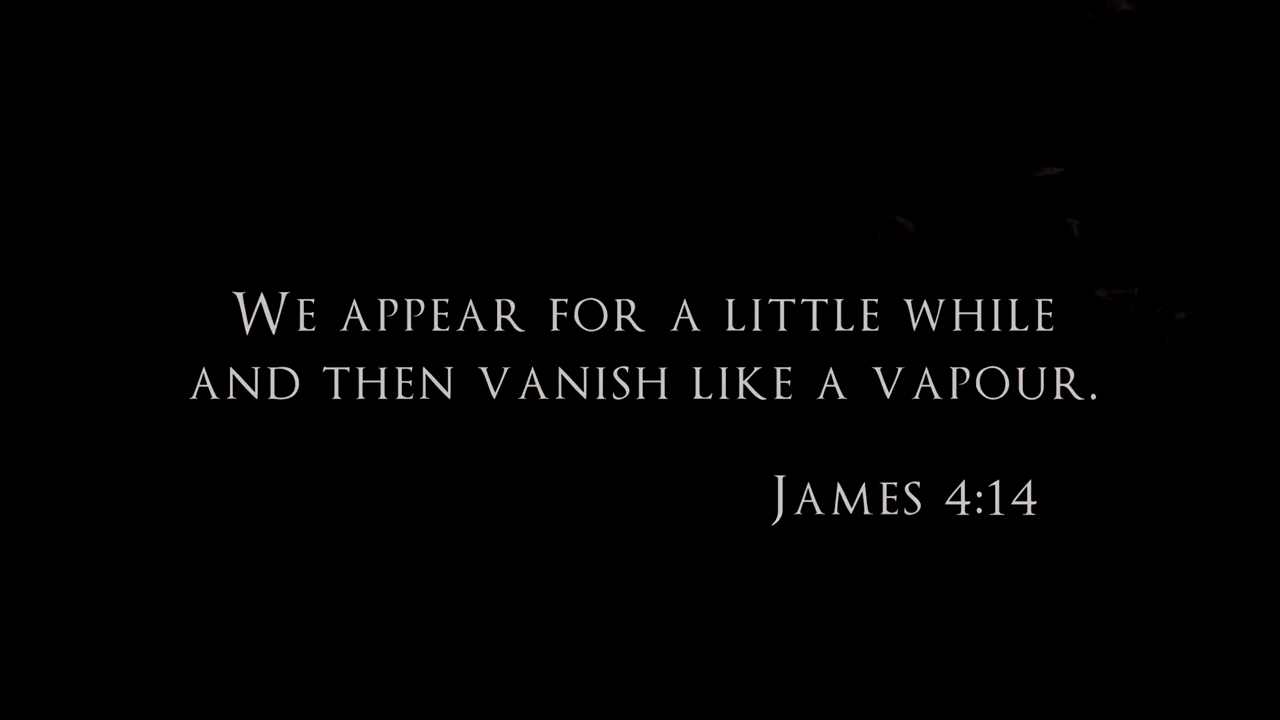 We appear for a little while
and then vanish like a vapour.
James 4:14